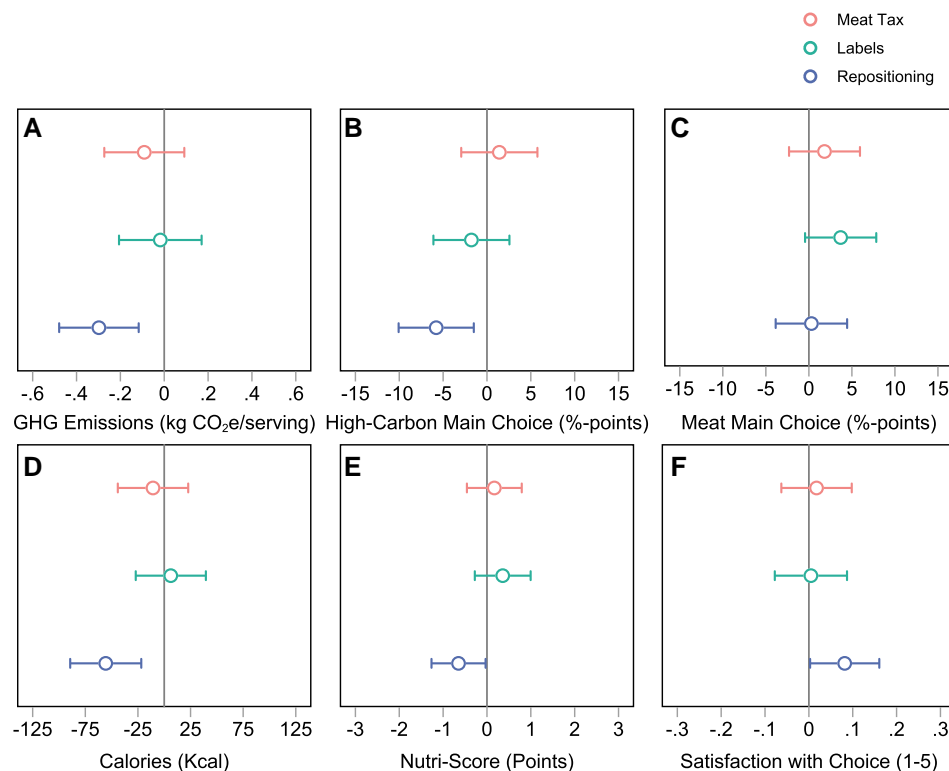 Meat Tax
Labels
Repositioning
A
B
C
-.6 -.4 -.2 0 .2 .4 .6
-15 -10 -5 0 5 10 15
-15 -10 -5 0 5 10 15
GHG Emissions (kg CO₂e/serving)
High-Carbon Main Choice (%-points)
Meat Main Choice (%-points)
D
E
F
-125 -75 -25 25 75 125
-3 -2 -1 0 1 2 3
-.3 -.2 -.1 0 .1 .2 .3
Calories (Kcal)
Nutri-Score (Points)
Satisfaction with Choice (1-5)